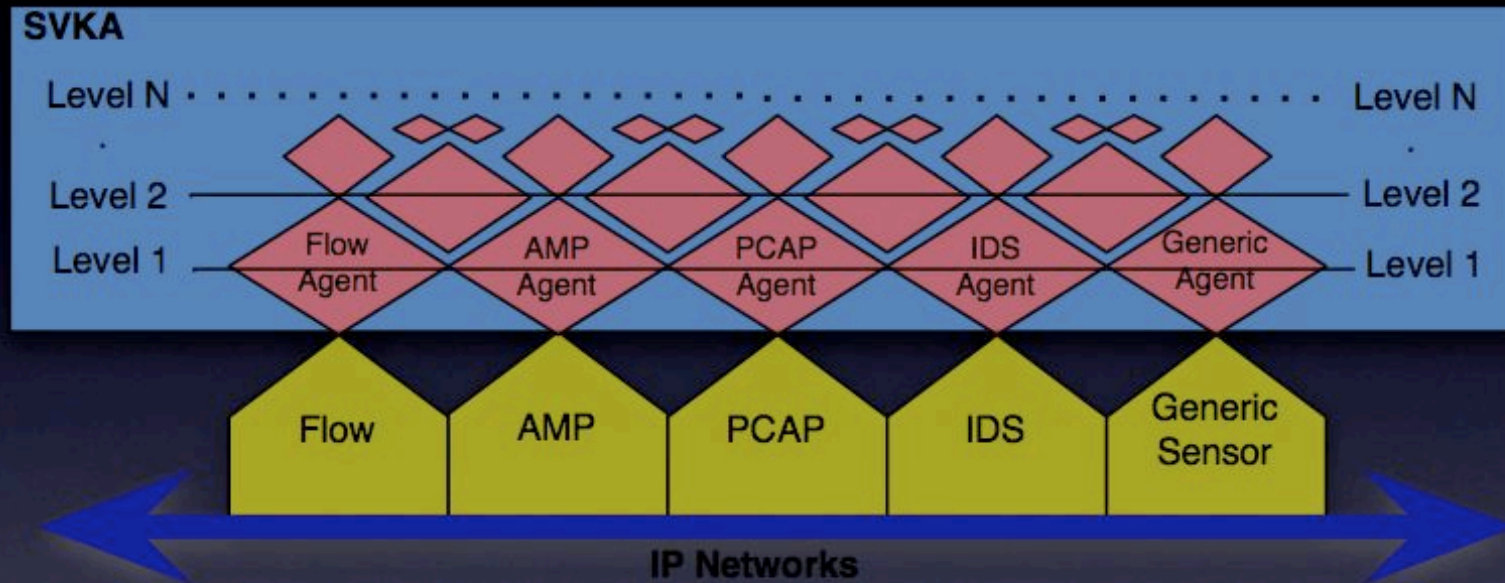 SVKA
Level N
Level N
Level 2
Level 2
Level 1
Level 1
Flow
Agent
AMP
Agent
PCAP
Agent
IDS
Agent
Generic
Agent
Flow
AMP
PCAP
IDS
Generic
Sensor
IP Networks